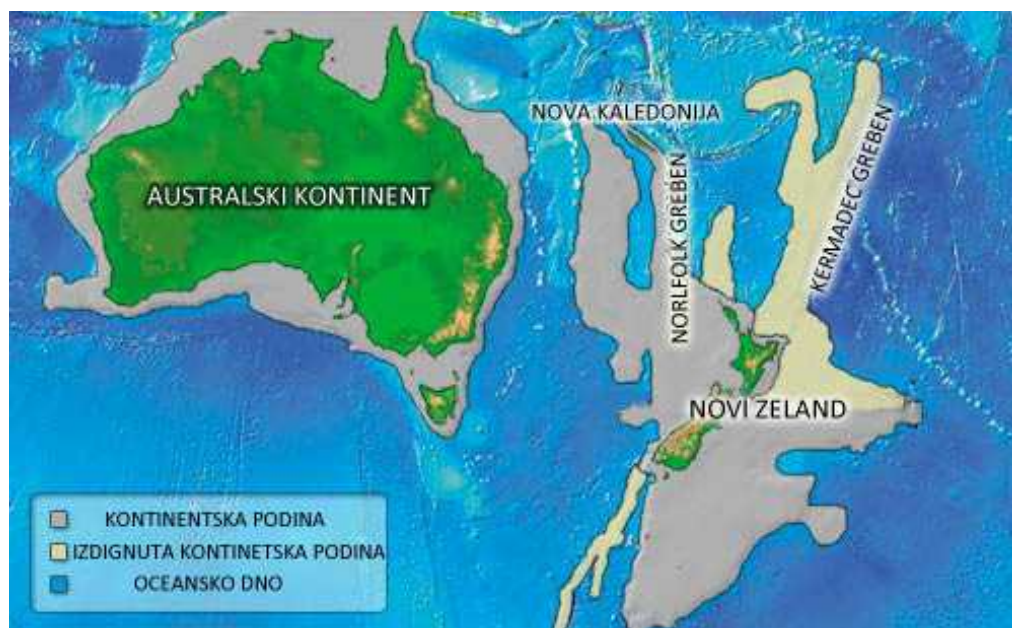 NOVA KALEDONIJA
AUSTRALSKI KONTINENT
NORLFOLK GREBEN
KERMADEC GREBEN
NOVI ZELAND
KONTINENTSKA PODINA
IZDIGNUTA KONTINETSKA PODINA
OCEANSKO DNO